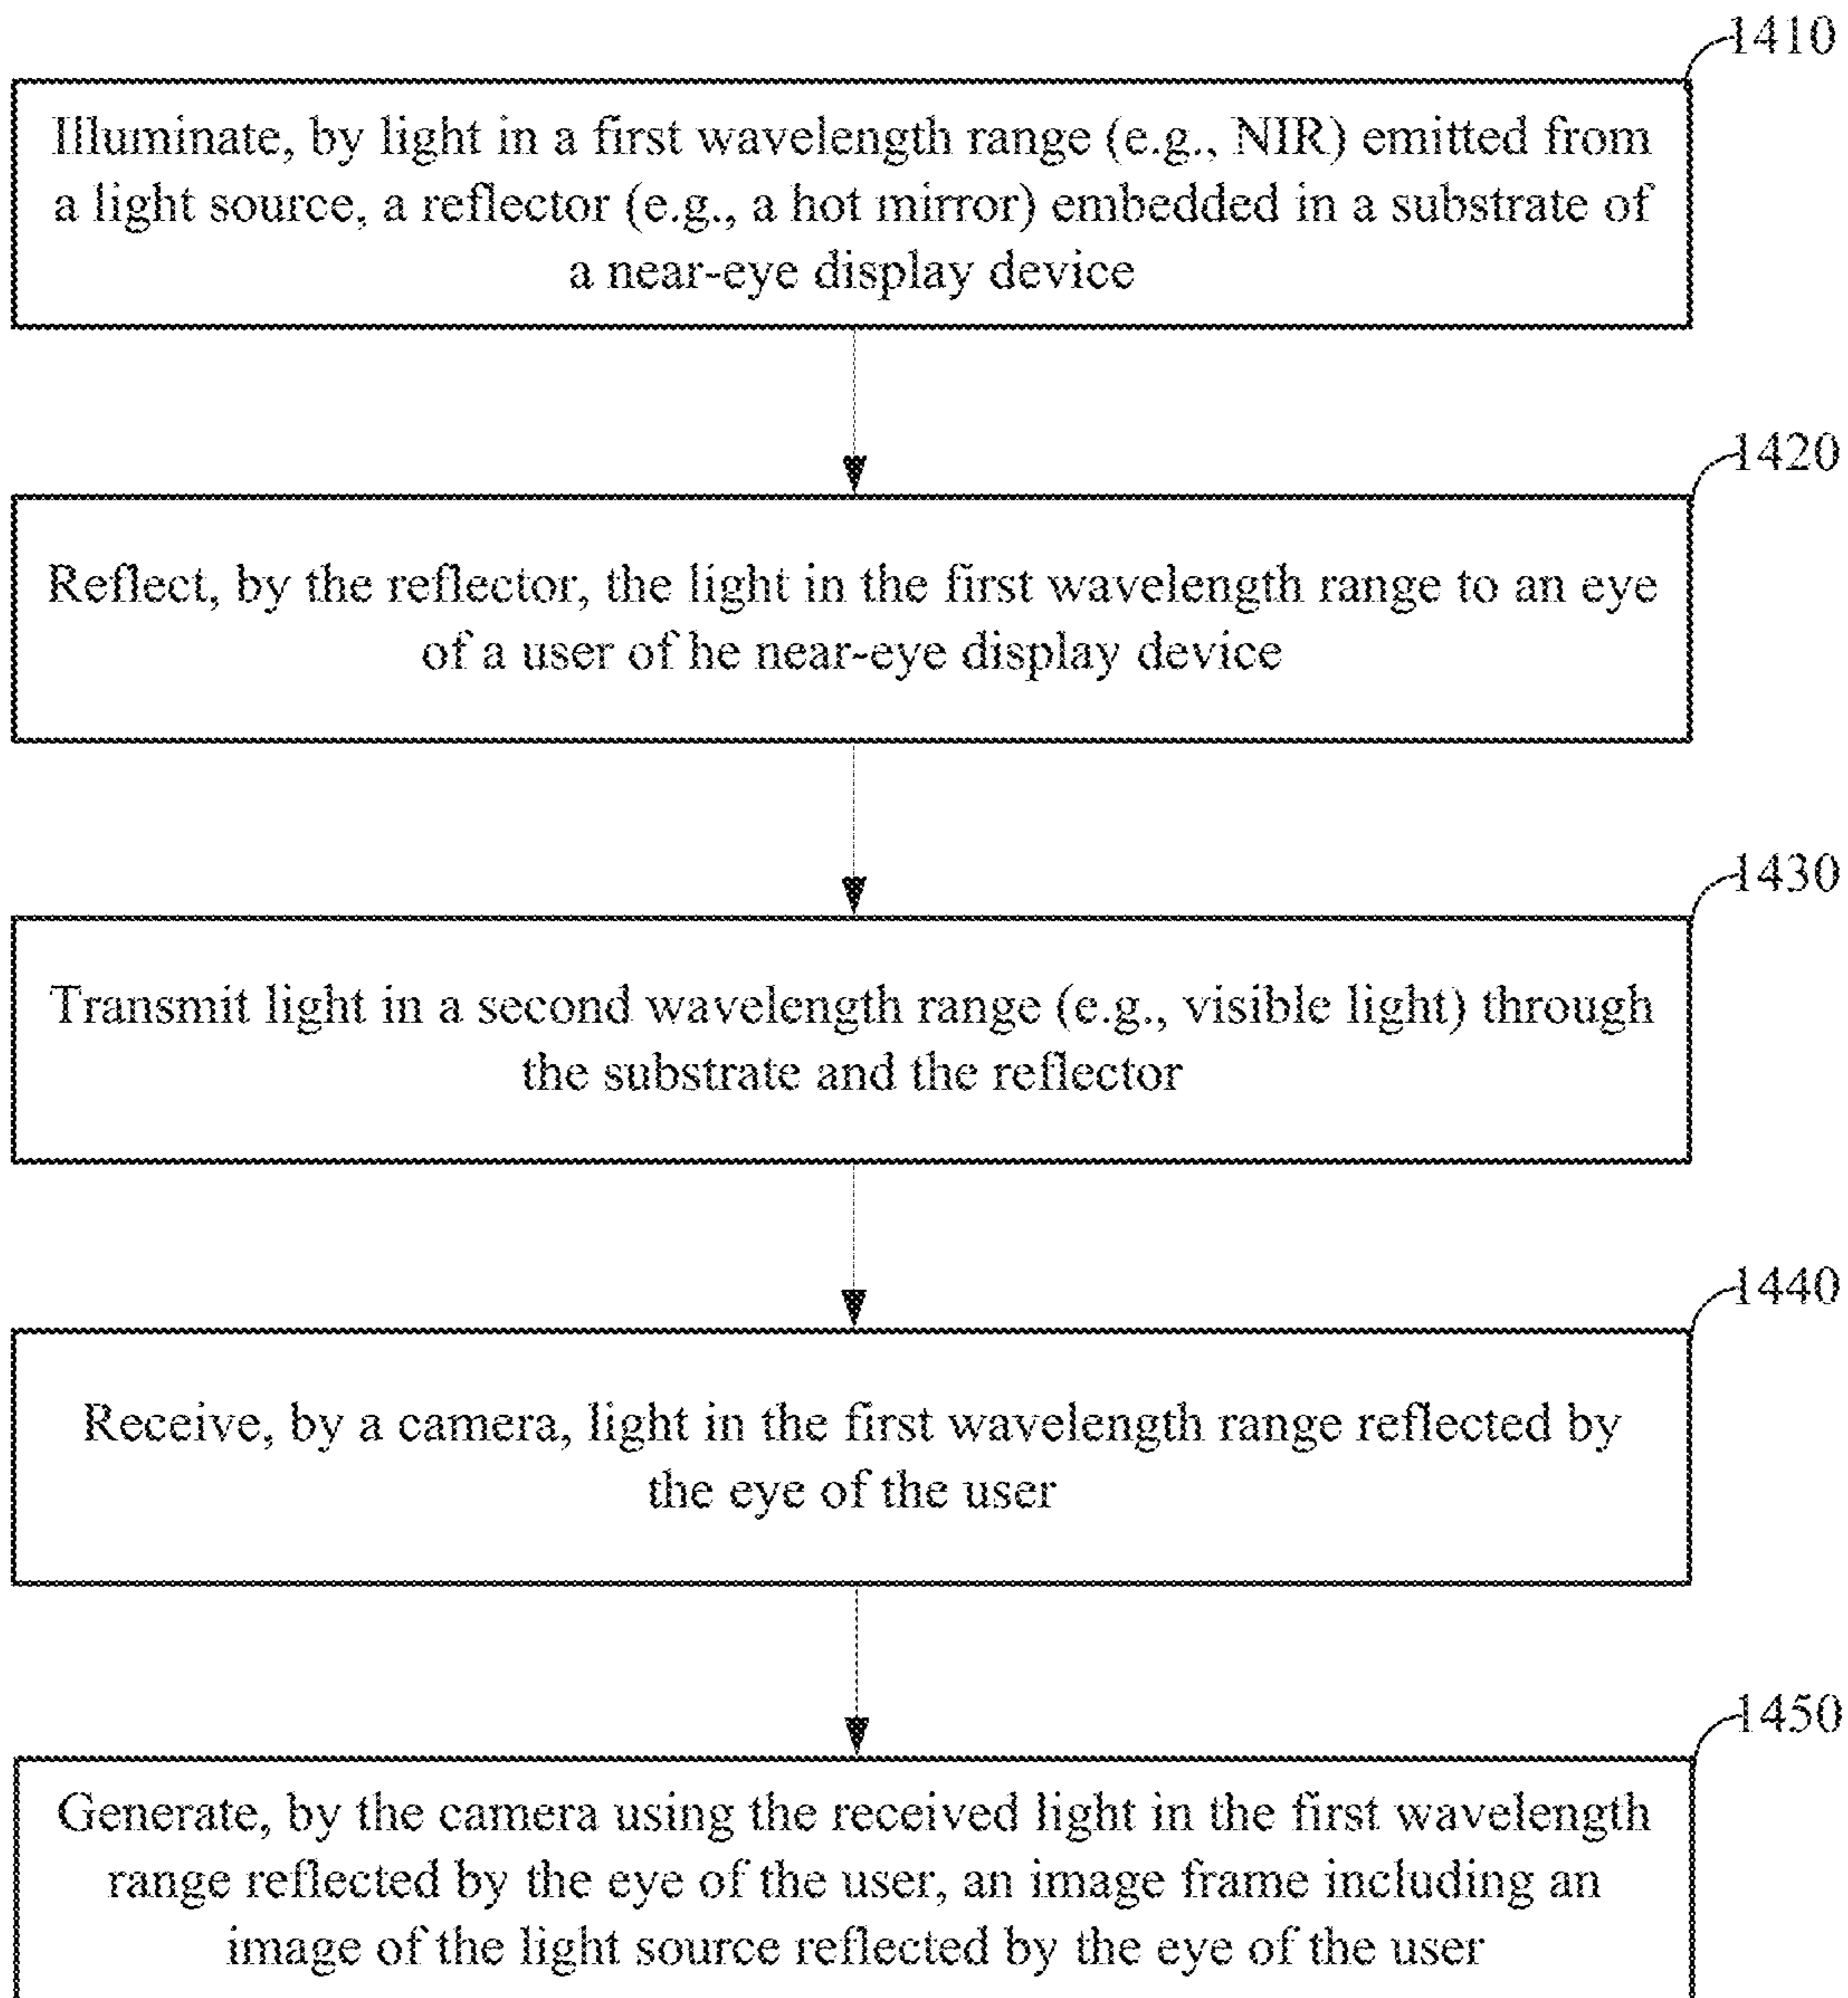 1410
Illuminate, by light in a first wavelength range (e.g., NIR) emitted from
a light source, a reflector (e.g., a hot mirror) embedded in a substrate of
a near-eye display device
1420
Reflect, by the reflector, the light in the first wavelength range to an eye
of a user of he near-eye display device
1430
Transmit light in a second wavelength range (e.g., visible light) through
the substrate and the reflector
1440
Receive, by a camera, light in the first wavelength range reflected by
the eye of the user
1450
Generate, by the camera using the received light in the first wavelength
range reflected by the eye of the user, an image frame including an
image of the light source reflected by the eye of the user